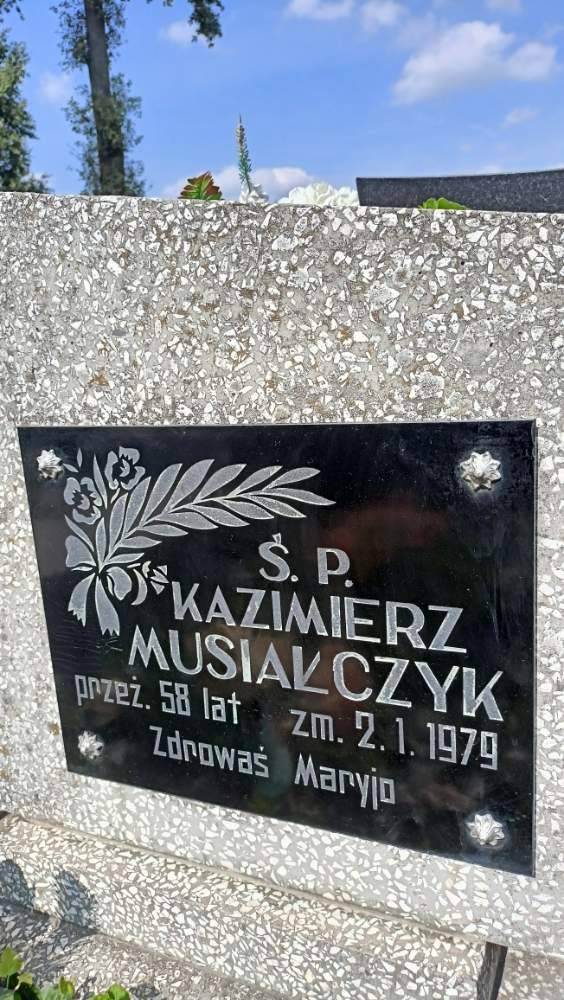 Ś. P.
KAZIMIERZ
MUSIAŁCZYK
przeż. 58 lat zm. 2. 1. 1979
Zdrowaś Maryjo